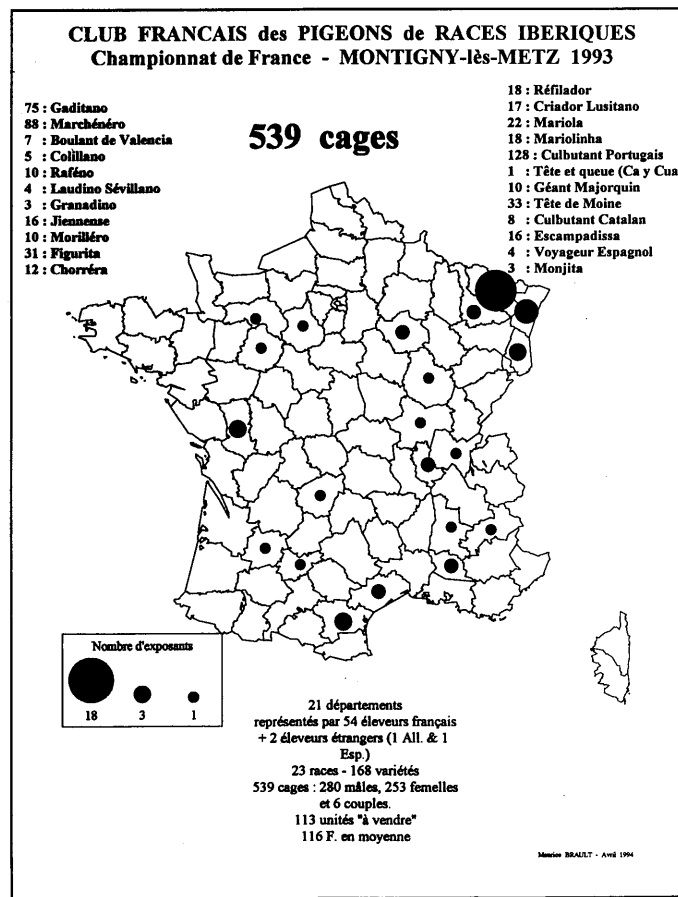 CLUB FRANCAIS des PIGEONS de RACES IBERIQUES
Championnat de France - MONTIGNY-lès-METZ 1993
75 : Gaditano
88 : Marchénéro
7 : Boulant de Valencia
5 : Colillano
10 : Raféno
4 : Laudino Sévillano
3 : Granadino
16 : Jiennense
10 : Morilléro
31 : Figurita
12 : Chorréra
539 cages
18 : Réfilador
17 : Criador Lusitano
22 : Mariola
18 : Mariolinha
128 : Culbutant Portugais
1 : Tête et queue (Ca y Cua
10 : Géant Majorquin
33 : Tête de Moine
8 : Culbutant Catalan
16 : Escampadissa
4 : Voyageur Espagnol
3 : Monjita
Nombre d'exposants
18 3 1
21 départements
représentés par 54 éleveurs français
+ 2 éleveurs étrangers (1 All. & 1
Esp.)
23 races - 168 variétés
539 cages : 280 mâles, 253 femelles
et 6 couples.
113 unités "à vendre"
116 F. en moyenne
Maurice BRAULT - Avril 1994